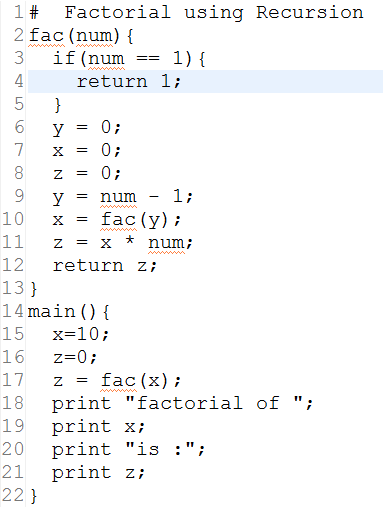 1 #  Factorial using Recursion
2 fac(num){
3   if(num == 1){
4     return 1;
5   }
6   y = 0;
7   x = 0;
8   z = 0;
9   y = num - 1;
10   x = fac(y);
11   z = x * num;
12   return z;
13 }
14 main(){
15   x=10;
16   z=0;
17   z = fac(x);
18   print "factorial of ";
19   print x;
20   print "is :";
21   print z;
22 }